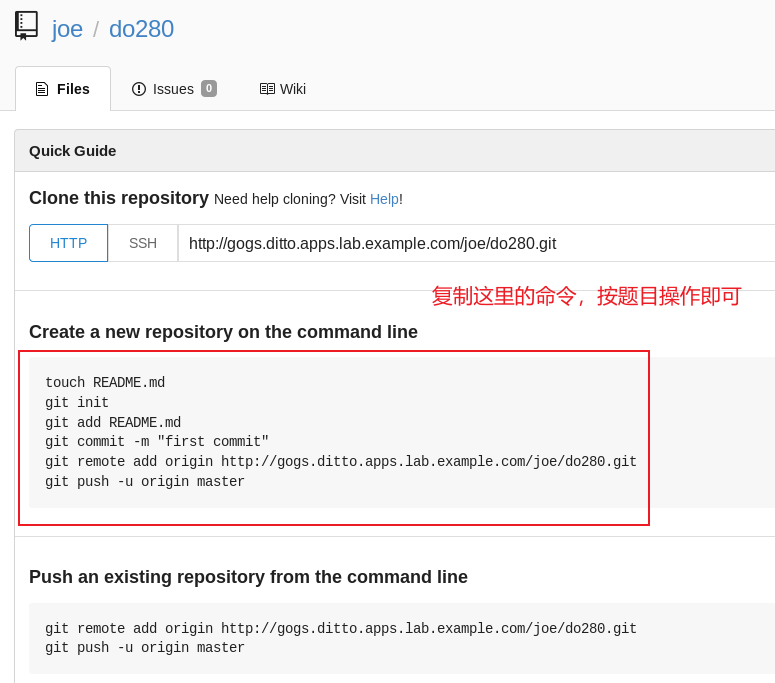 joe / do280
Files Issues 0 Wiki
Quick Guide
Clone this repository Need help cloning? Visit Help!
HTTP SSH http://gogs.ditto.apps.lab.example.com/joe/do280.git
复制这里的命令，按题目操作即可
Create a new repository on the command line
touch README.md
git init
git add README.md
git commit -m "first commit"
git remote add origin http://gogs.ditto.apps.lab.example.com/joe/do280.git
git push -u origin master
Push an existing repository from the command line
git remote add origin http://gogs.ditto.apps.lab.example.com/joe/do280.git
git push -u origin master